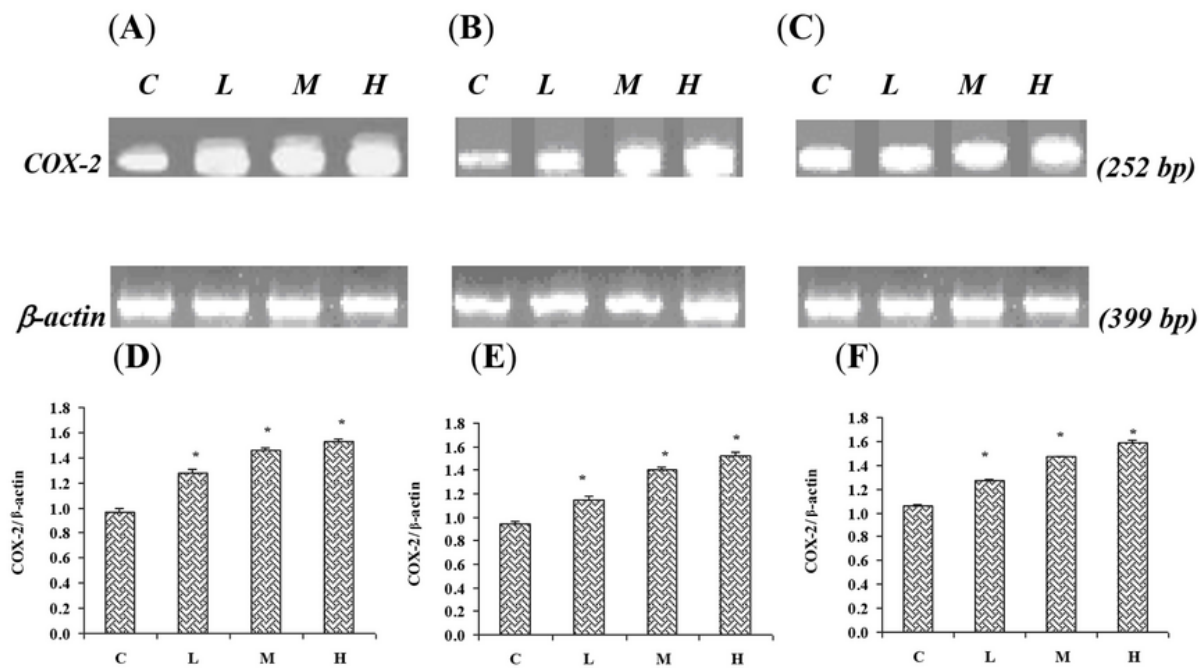 (A) (B) (C)
C L M H C L M H C L M H
COX-2 (252 bp)
β-actin (399 bp)
(D) (E) (F)
COX-2/β-actin
1.8
1.6
1.4
1.2
1.0
0.8
0.6
0.4
0.2
0.0
* * *
C L M H
COX-2/β-actin
1.8
1.6
1.4
1.2
1.0
0.8
0.6
0.4
0.2
0.0
* * *
C L M H
COX-2/β-actin
1.8
1.6
1.4
1.2
1.0
0.8
0.6
0.4
0.2
0.0
* * *
C L M H